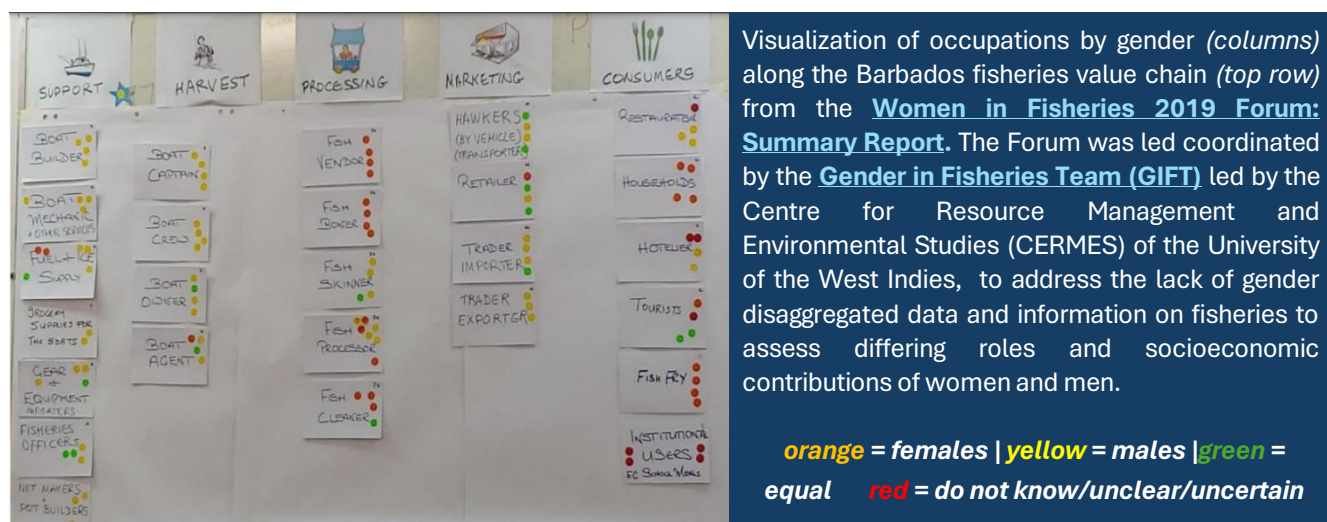 SUPPORT
HARVEST
PROCESSING
MARKETING
CONSUMERS
BOAT
BUILDER
BOAT
MECHANIC
+ OTHER SERVICES
FUEL + ICE
SUPPLY
GROCERY
SUPPLIES FOR
THE BOATS
GEAR
+
EQUIPMENT
IMPORTERS
FISHERIES
OFFICERS
NET MAKERS
POT BUILDERS
BOAT
CAPTAIN
BOAT
CREW
BOAT
OWNER
BOAT
AGENT
FISH
VENDOR
FISH
BONER
FISH
SKINNER
FISH
PROCESSOR
FISH
CLEANER
HAWKERS
(BY VEHICLE)
(TRANSPORTER)
RETAILER
TRADER
IMPORTER
TRADER
EXPORTER
RESTAURATER
HOUSEHOLDS
HOTELIER
TOURISTS
FISH FRY
INSTITUTIONAL
USERS
EG SCHOOL MEALS
Visualization of occupations by gender (columns)
along the Barbados fisheries value chain (top row)
from the Women in Fisheries 2019 Forum:
Summary Report. The Forum was led coordinated
by the Gender in Fisheries Team (GIFT) led by the
Centre for Resource Management and
Environmental Studies (CERMES) of the University
of the West Indies, to address the lack of gender
disaggregated data and information on fisheries to
assess differing roles and socioeconomic
contributions of women and men.
orange = females | yellow = males |green =
equal red = do not know/unclear/uncertain